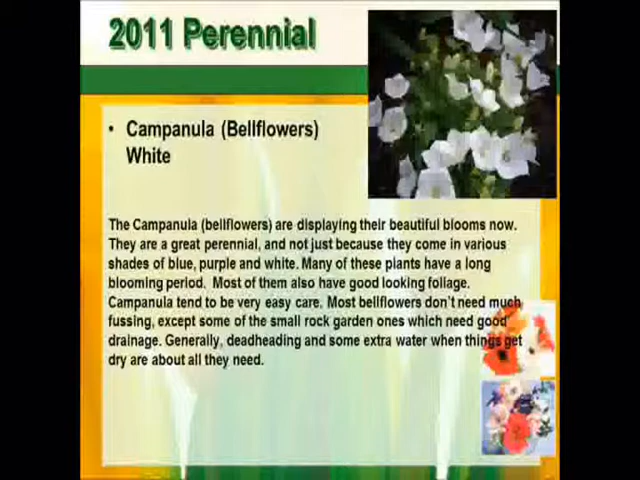 2011 Perennial
• Campanula (Bellflowers)
White
The Campanula (bellflowers) are displaying their beautiful blooms now.
They are a great perennial, and not just because they come in various
shades of blue, purple and white. Many of these plants have a long
blooming period. Most of them also have good looking foliage.
Campanula tend to be very easy care. Most bellflowers don't need much
fussing, except some of the small rock garden ones which need good
drainage. Generally, deadheading and some extra water when things get
dry are about all they need.